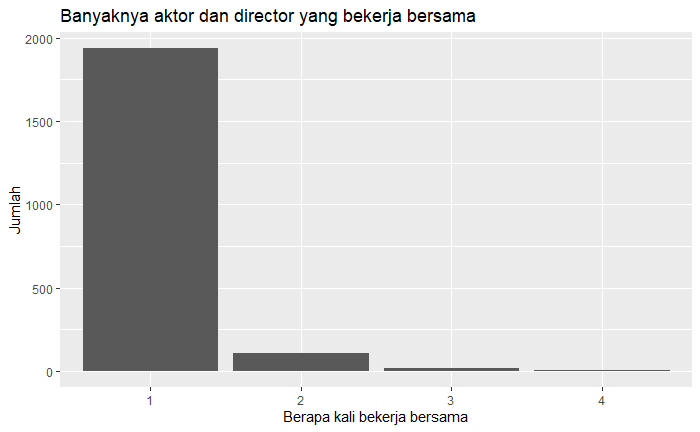 Banyaknya aktor dan director yang bekerja bersama
2000
1500
1000
500
0
Jumlah
1 2 3 4
Berapa kali bekerja bersama